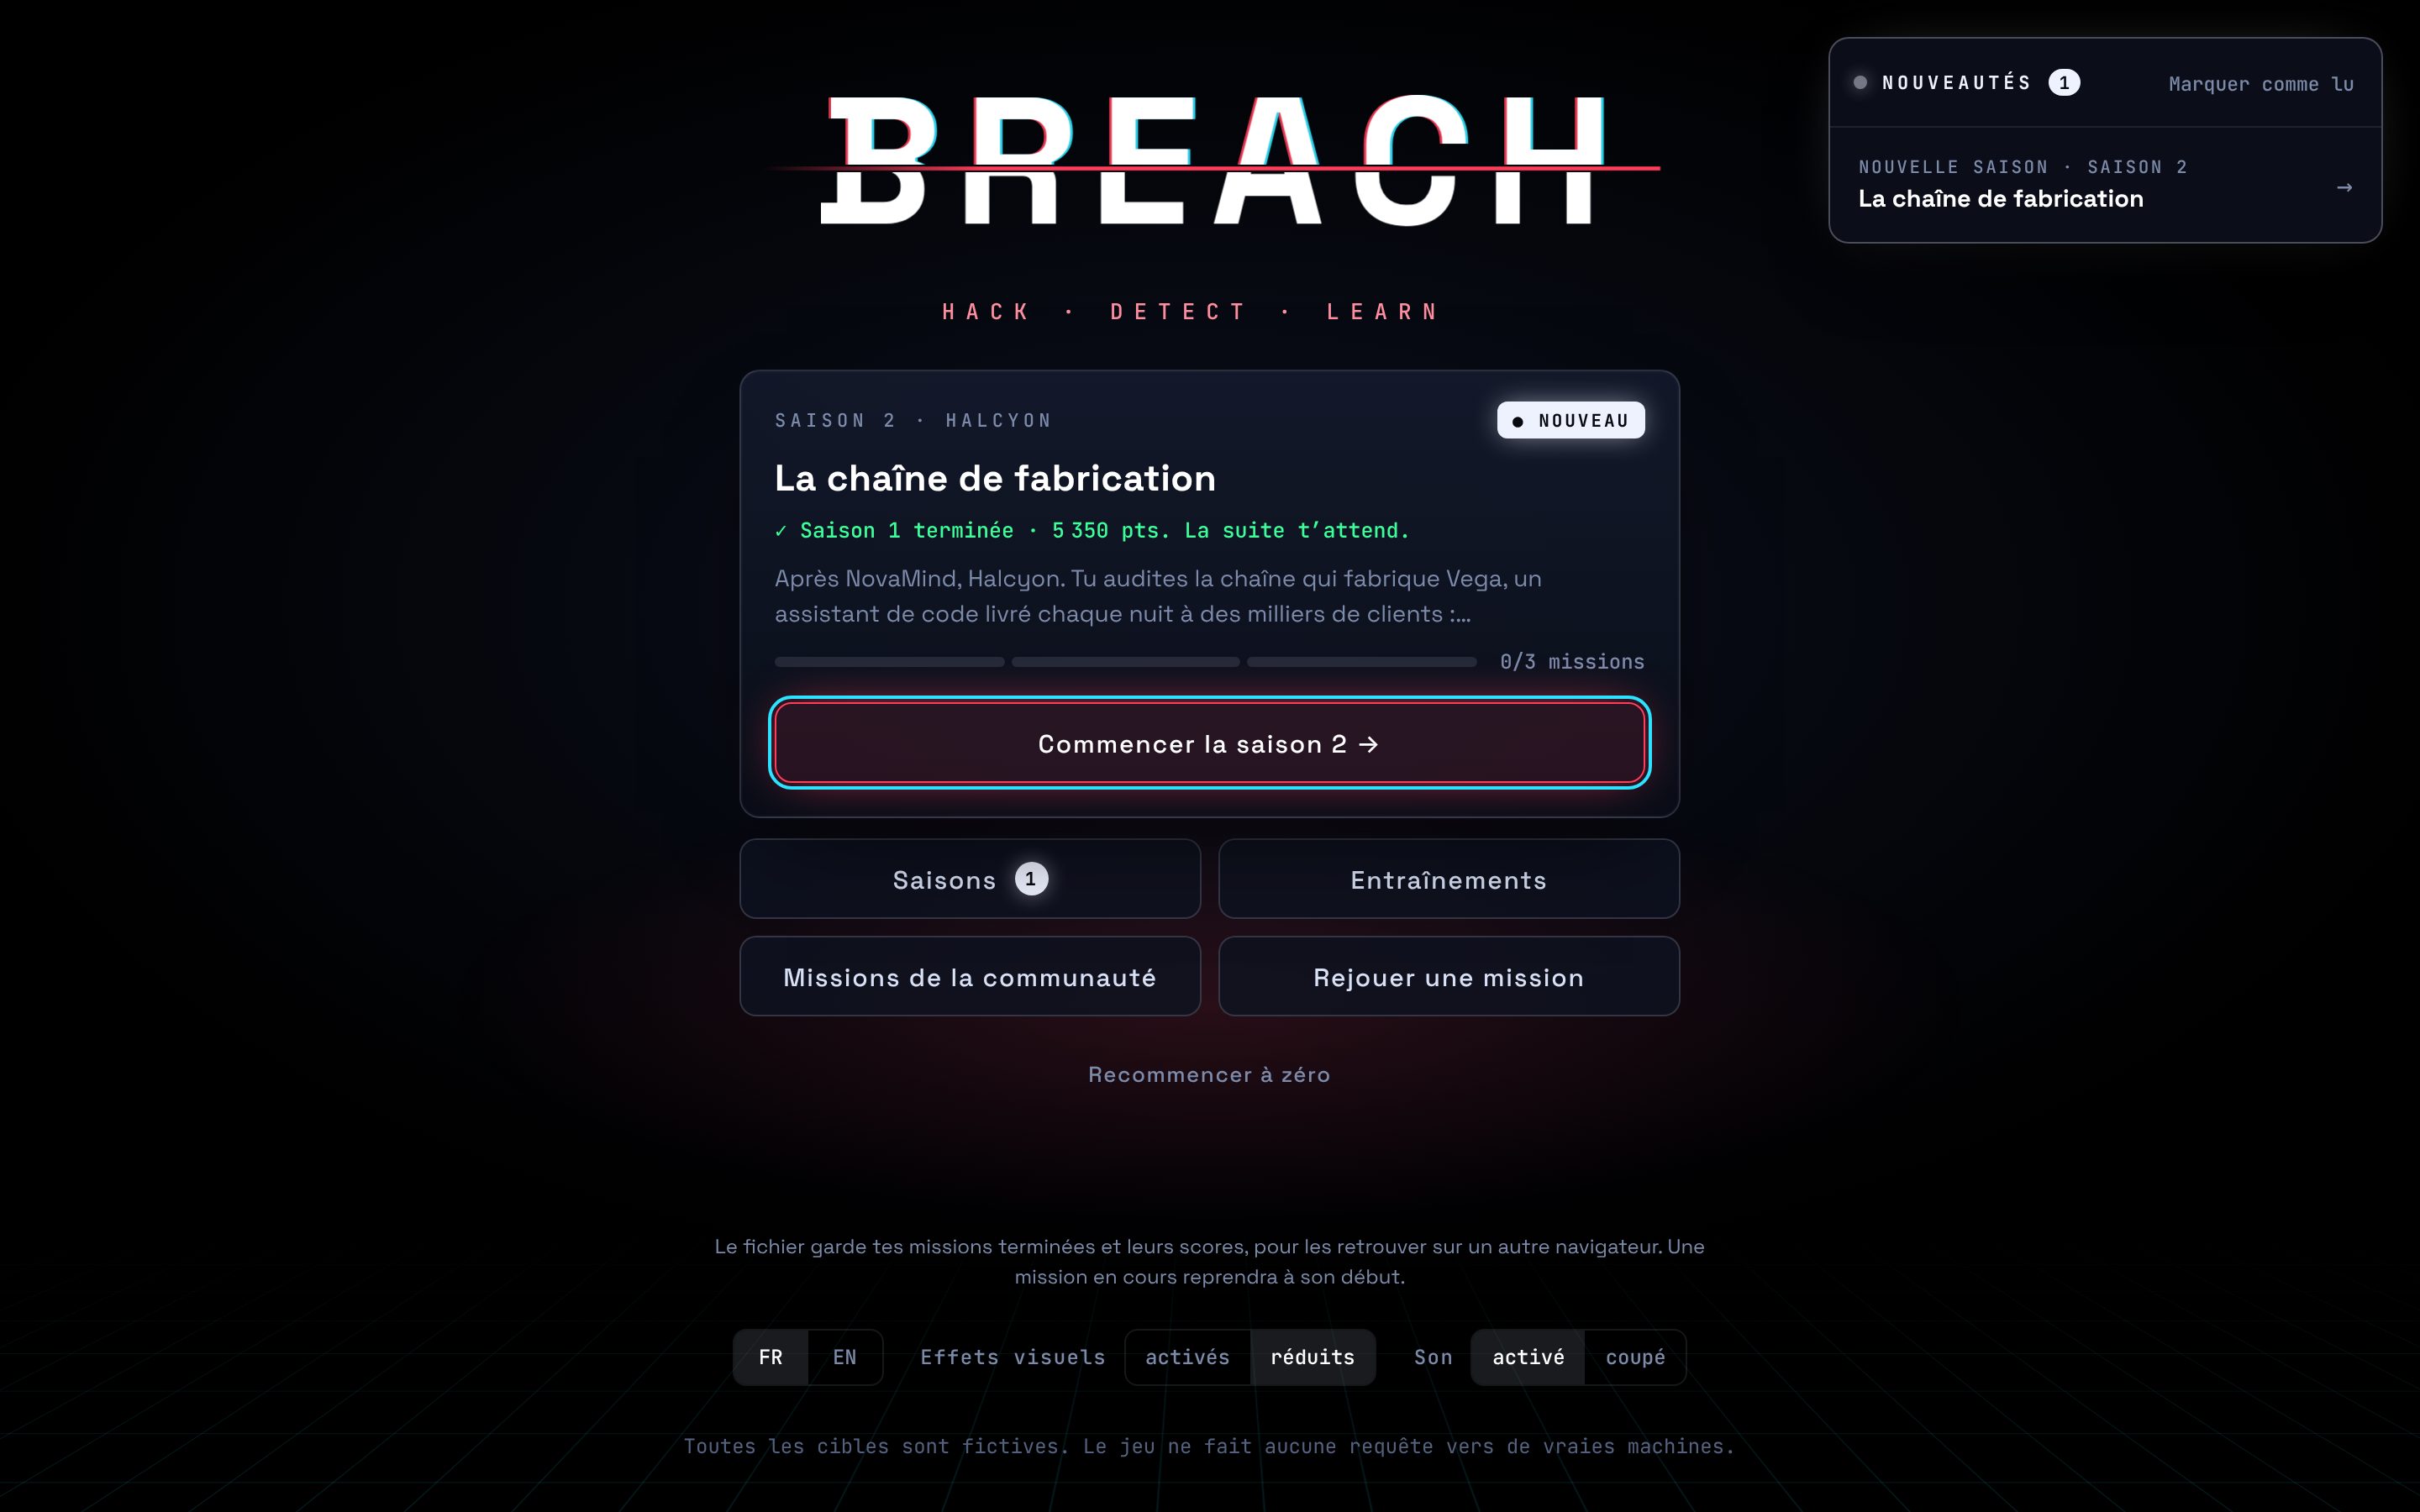 BREACH
HACK · DETECT · LEARN
NOUVEAUTÉS 1 Marquer comme lu
NOUVELLE SAISON · SAISON 2
La chaîne de fabrication →
SAISON 2 · HALCYON ● NOUVEAU
La chaîne de fabrication
✓ Saison 1 terminée · 5 350 pts. La suite t’attend.
Après NovaMind, Halcyon. Tu audites la chaîne qui fabrique Vega, un
assistant de code livré chaque nuit à des milliers de clients :…
0/3 missions
Commencer la saison 2 →
Saisons 1 Entraînements
Missions de la communauté Rejouer une mission
Recommencer à zéro
Le fichier garde tes missions terminées et leurs scores, pour les retrouver sur un autre navigateur. Une
mission en cours reprendra à son début.
FR EN Effets visuels activés réduits Son activé coupé
Toutes les cibles sont fictives. Le jeu ne fait aucune requête vers de vraies machines.